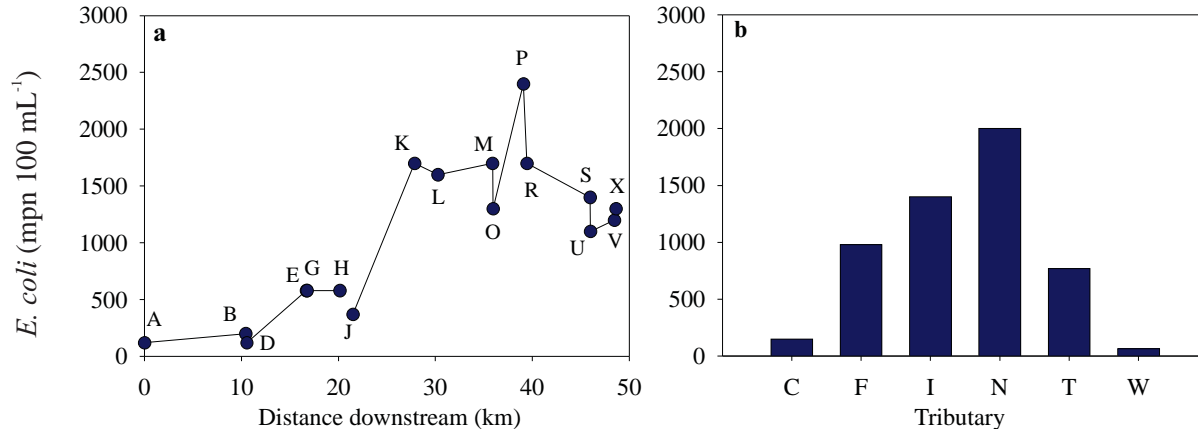 E. coli (mpn 100 mL-1)
a
3000
2500
2000
1500
1000
500
0
A
B
D
E
G
H
J
K
L
M
O
P
R
S
U
V
X
0
10
20
30
40
50
Distance downstream (km)
b
3000
2500
2000
1500
1000
500
0
C
F
I
N
T
W
Tributary